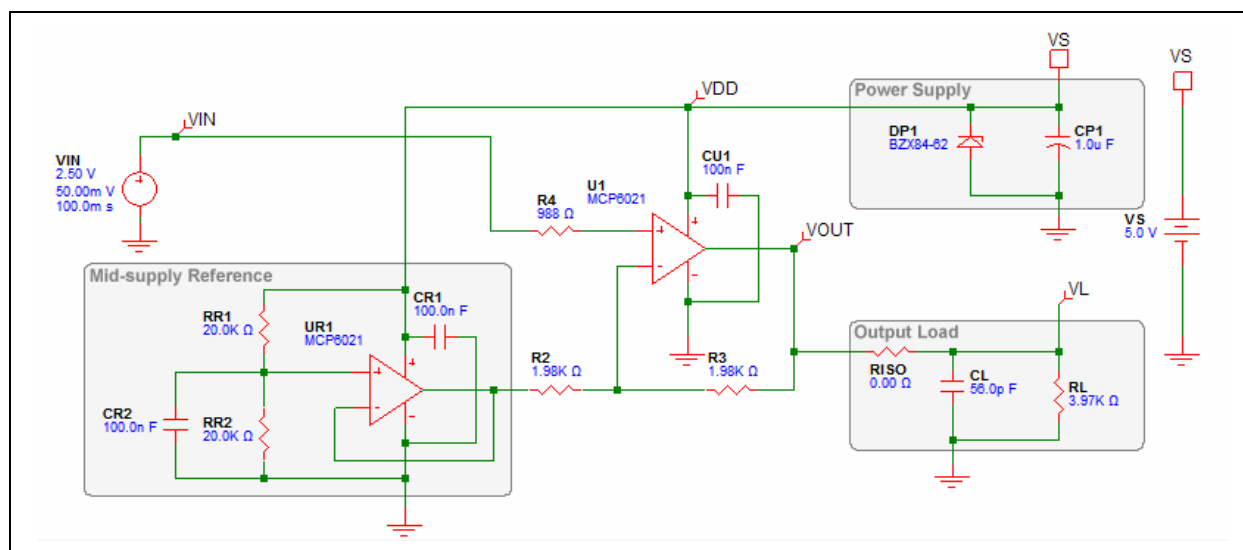 VS
VS
Power Supply
DP1
BZX84-62
CP1
1.0u F
VS
5.0 V
VDD
VIN
VIN
2.50 V
50.00m V
100.0m s
CU1
100n F
U1
MCP6021
R4
988 Ω
VOUT
Mid-supply Reference
RR1
20.0K Ω
CR1
100.0n F
UR1
MCP6021
CR2
100.0n F
RR2
20.0K Ω
R2
1.98K Ω
R3
1.98K Ω
VL
Output Load
RISO
0.00 Ω
CL
56.0p F
RL
3.97K Ω